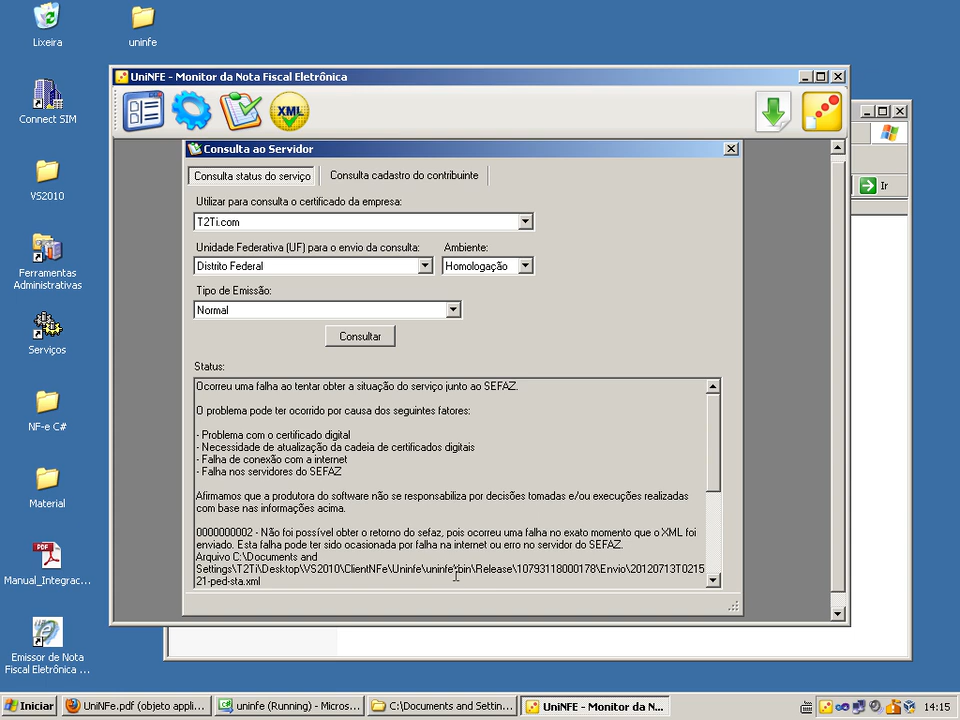 Lixeira
uninfe
Connect SIM
VS2010
Ferramentas
Administrativas
Serviços
NF-e C#
Material
PDF
Manual_Integrac...
Emissor de Nota
Fiscal Eletrônica ...
UniNFE - Monitor da Nota Fiscal Eletrônica
XML
Ir
Consulta ao Servidor
Consulta status do serviço
Consulta cadastro do contribuinte
Utilizar para consulta o certificado da empresa:
T2Ti.com
Unidade Federativa (UF) para o envio da consulta:
Ambiente:
Distrito Federal
Homologação
Tipo de Emissão:
Normal
Consultar
Status:
Ocorreu uma falha ao tentar obter a situação do serviço junto ao SEFAZ.
O problema pode ter ocorrido por causa dos seguintes fatores:
- Problema com o certificado digital
- Necessidade de atualização da cadeia de certificados digitais
- Falha de conexão com a internet
- Falha nos servidores do SEFAZ
Afirmamos que a produtora do software não se responsabiliza por decisões tomadas e/ou execuções realizadas
com base nas informações acima.
0000000002 - Não foi possível obter o retorno do sefaz, pois ocorreu uma falha no exato momento que o XML foi
enviado. Esta falha pode ter sido ocasionada por falha na internet ou erro no servidor do SEFAZ.
Arquivo C:\Documents and
Settings\T2Ti\Desktop\VS2010\ClientNFe\Uninfe\uninfe\bin\Release\10793118000178\Envio\20120713T0215
21-ped-sta.xml
Iniciar
UniNFe.pdf (objeto appli...
uninfe (Running) - Micros...
C:\Documents and Settin...
UniNFE - Monitor da N...
14:15